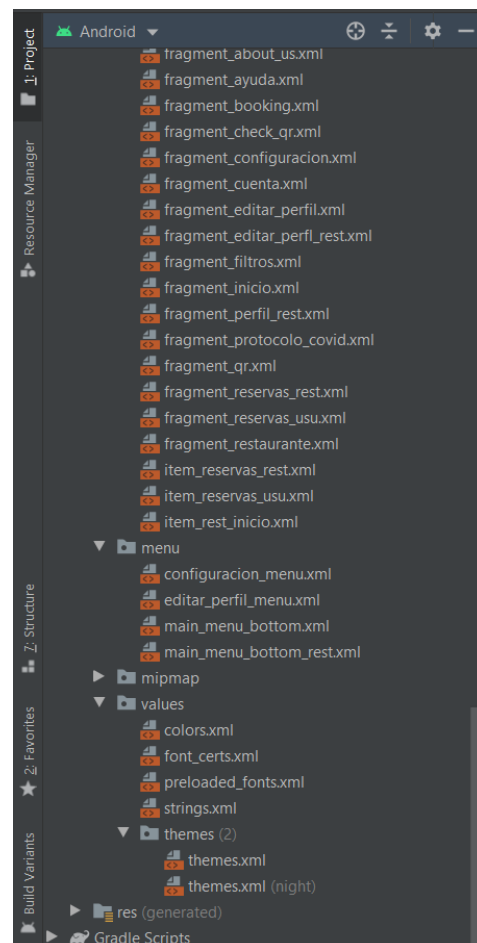 1: Project
Resource Manager
7: Structure
2: Favorites
Build Variants
Android
fragment_about_us.xml
fragment_ayuda.xml
fragment_booking.xml
fragment_check_qr.xml
fragment_configuracion.xml
fragment_cuenta.xml
fragment_editar_perfil.xml
fragment_editar_perfl_rest.xml
fragment_filtros.xml
fragment_inicio.xml
fragment_perfil_rest.xml
fragment_protocolo_covid.xml
fragment_qr.xml
fragment_reservas_rest.xml
fragment_reservas_usu.xml
fragment_restaurante.xml
item_reservas_rest.xml
item_reservas_usu.xml
item_rest_inicio.xml
menu
configuracion_menu.xml
editar_perfil_menu.xml
main_menu_bottom.xml
main_menu_bottom_rest.xml
mipmap
values
colors.xml
font_certs.xml
preloaded_fonts.xml
strings.xml
themes (2)
themes.xml
themes.xml (night)
res (generated)
Gradle Scripts